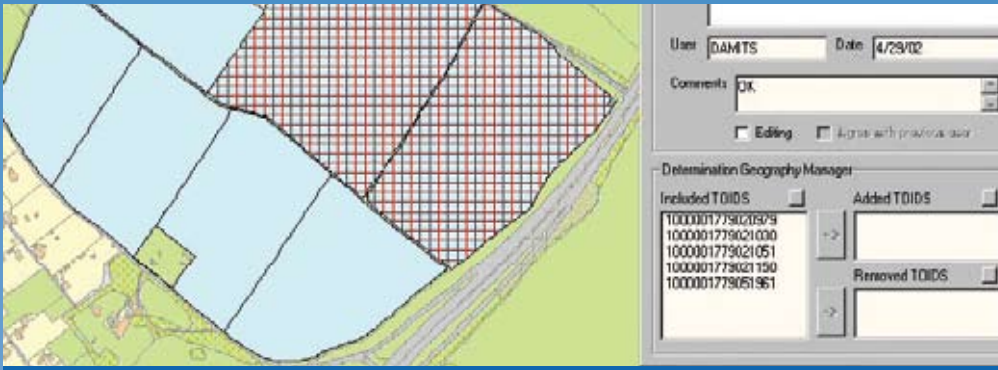 User DAMITS Date 4/29/02
Comments OK
Editing Agree with previous user
Determination Geography Manager
Included TOIDS Added TOIDS
1000001779020979
1000001779021030
1000001779021051
1000001779021150
1000001779051961
->
Removed TOIDS
->